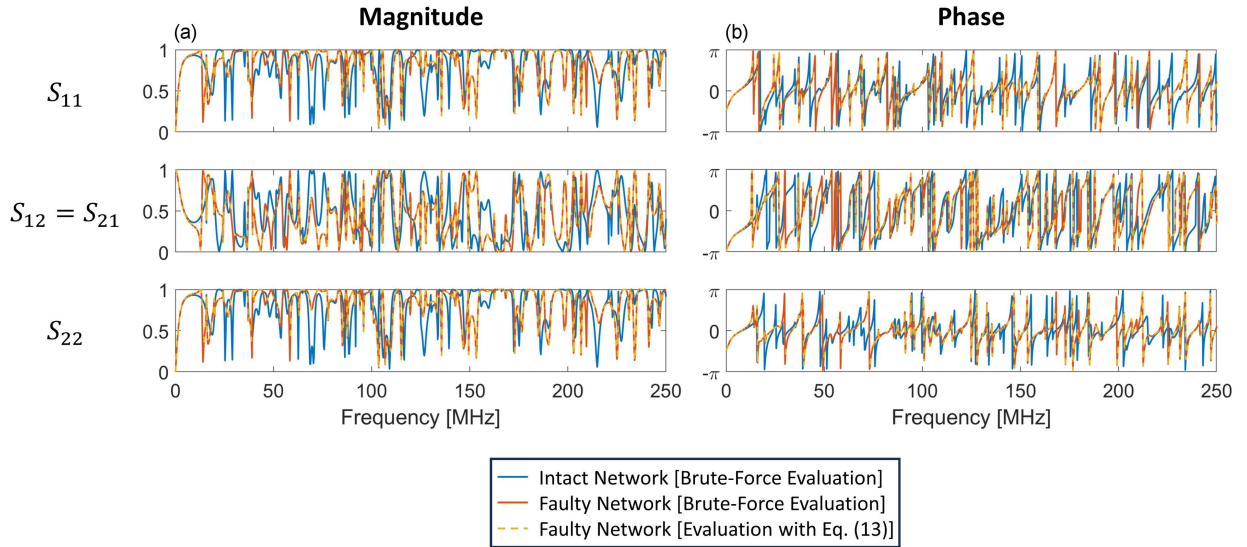 Magnitude
Phase
(a)
(b)
S11
1
0.5
0
π
0
-π
S12 = S21
1
0.5
0
π
0
-π
S22
1
0.5
0
π
0
-π
0 50 100 150 200 250
0 50 100 150 200 250
Frequency [MHz]
Frequency [MHz]
Intact Network [Brute-Force Evaluation]
Faulty Network [Brute-Force Evaluation]
Faulty Network [Evaluation with Eq. (13)]